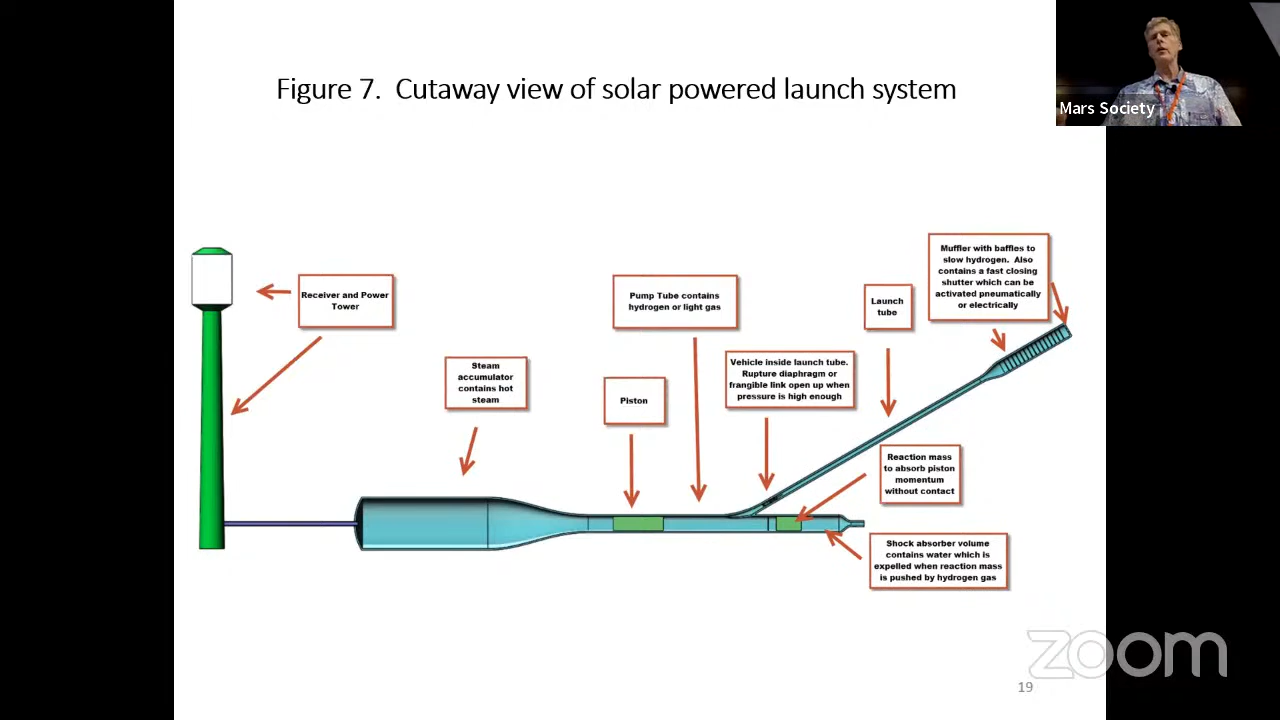 Figure 7. Cutaway view of solar powered launch system
Mars Society
Receiver and Power
Tower
Steam
accumulator
contains hot
steam
Piston
Pump Tube contains
hydrogen or light gas
Vehicle inside launch tube.
Rupture diaphragm or
frangible link open up when
pressure is high enough
Launch
tube
Muffler with baffles to
slow hydrogen. Also
contains a fast closing
shutter which can be
activated pneumatically
or electrically
Reaction mass
to absorb piston
momentum
without contact
Shock absorber volume
contains water which is
expelled when reaction mass
is pushed by hydrogen gas
zoom
19